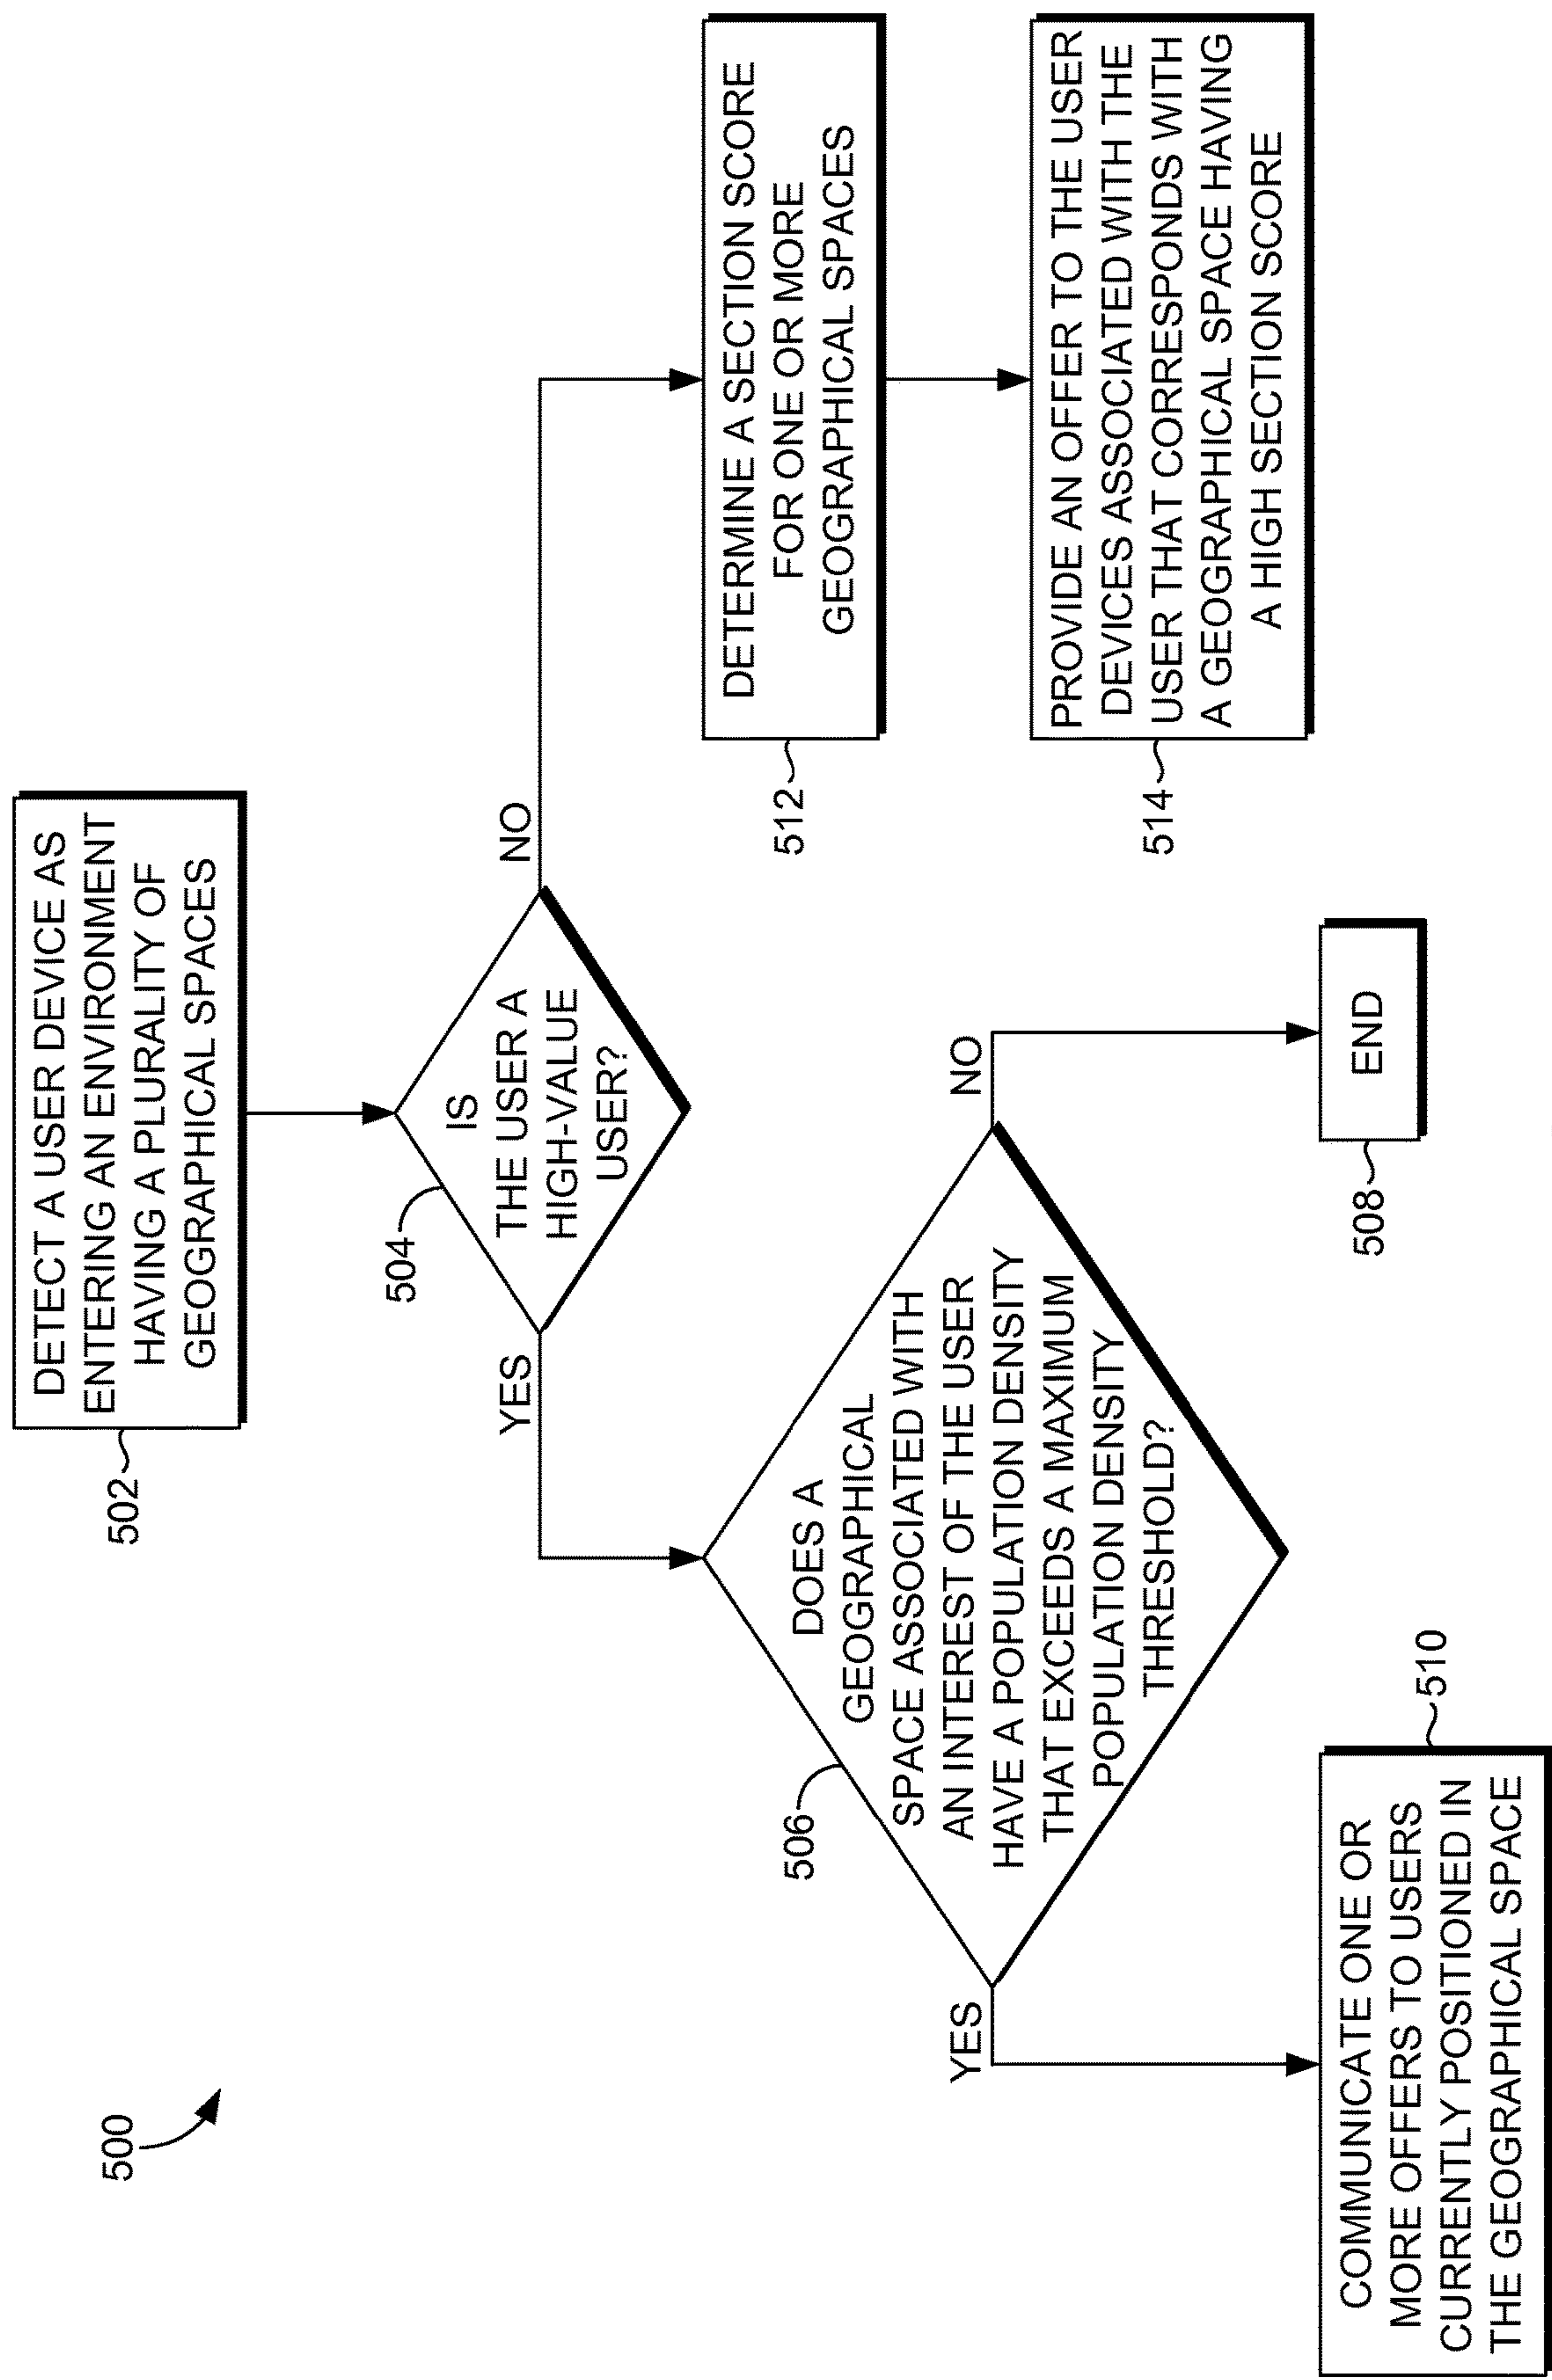 500
502
DETECT A USER DEVICE AS
ENTERING AN ENVIRONMENT
HAVING A PLURALITY OF
GEOGRAPHICAL SPACES
504
IS
THE USER A
HIGH-VALUE
USER?
YES
NO
506
DOES A
GEOGRAPHICAL
SPACE ASSOCIATED WITH
AN INTEREST OF THE USER
HAVE A POPULATION DENSITY
THAT EXCEEDS A MAXIMUM
POPULATION DENSITY
THRESHOLD?
YES
NO
512
DETERMINE A SECTION SCORE
FOR ONE OR MORE
GEOGRAPHICAL SPACES
514
PROVIDE AN OFFER TO THE USER
DEVICES ASSOCIATED WITH THE
USER THAT CORRESPONDS WITH
A GEOGRAPHICAL SPACE HAVING
A HIGH SECTION SCORE
510
COMMUNICATE ONE OR
MORE OFFERS TO USERS
CURRENTLY POSITIONED IN
THE GEOGRAPHICAL SPACE
508
END